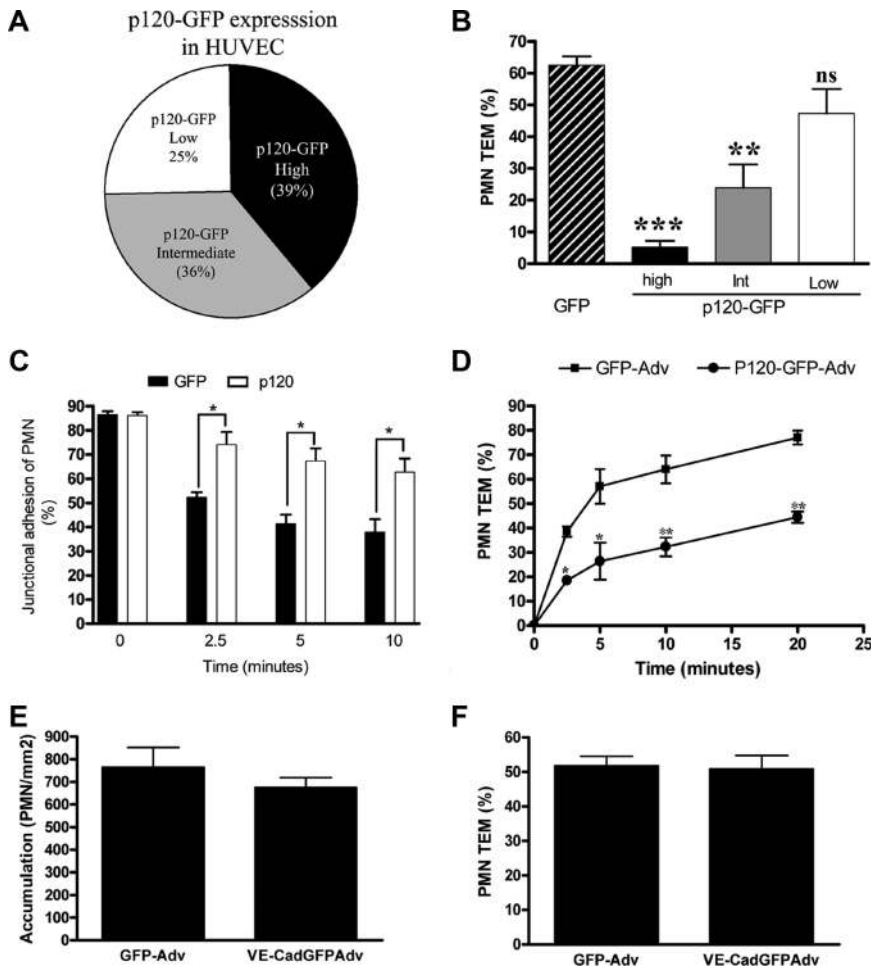 A
p120-GFP expresssion
in HUVEC
p120-GFP
Low
25%
p120-GFP
High
(39%)
p120-GFP
Intermediate
(36%)
B
PMN TEM (%)
70
60
50
40
30
20
10
0
***
**
ns
GFP
high
Int
Low
p120-GFP
C
GFP
p120
Junctional adhesion of PMN
(%)
90
80
70
60
50
40
30
20
10
0
*
*
*
0
2.5
5
10
Time (minutes)
D
GFP-Adv
P120-GFP-Adv
PMN TEM (%)
90
80
70
60
50
40
30
20
10
0
*
*
**
**
0
5
10
15
20
25
Time (minutes)
E
Accumulation (PMN/mm2)
900
800
700
600
500
400
300
200
100
0
GFP-Adv
VE-CadGFPAdv
F
PMN TEM (%)
60
50
40
30
20
10
0
GFP-Adv
VE-CadGFPAdv